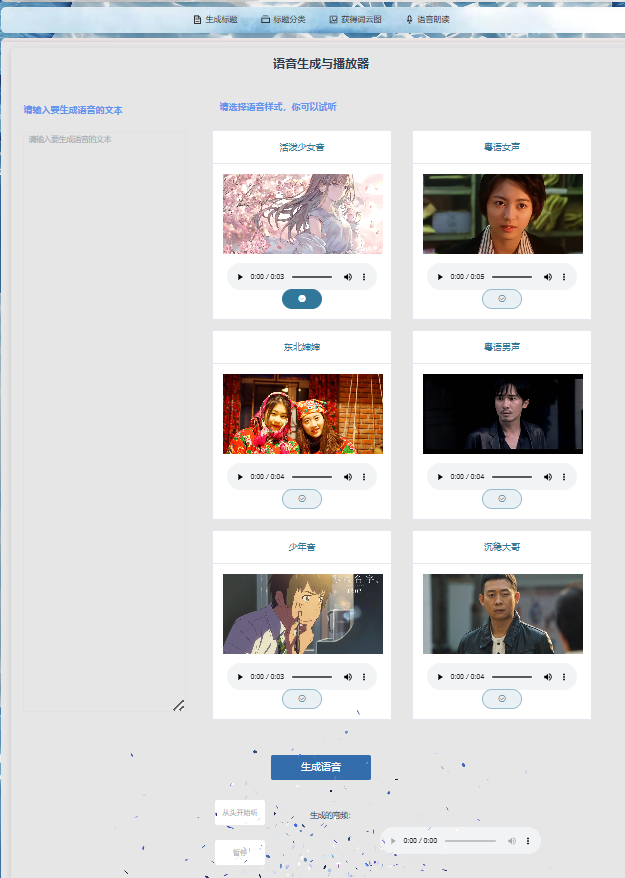 生成标题 标题分类 获得词云图 语音朗读
语音生成与播放器
请输入要生成语音的文本
请选择语音样式，你可以试听
请输入要生成语音的文本
活泼少女音
粤语女声
0:00 / 0:03
0:00 / 0:05
东北婶婶
粤语男声
0:00 / 0:04
0:00 / 0:04
少年音
沉稳大哥
0:00 / 0:03
0:00 / 0:04
生成语音
从头开始听
生成的音频:
0:00 / 0:00
暂停